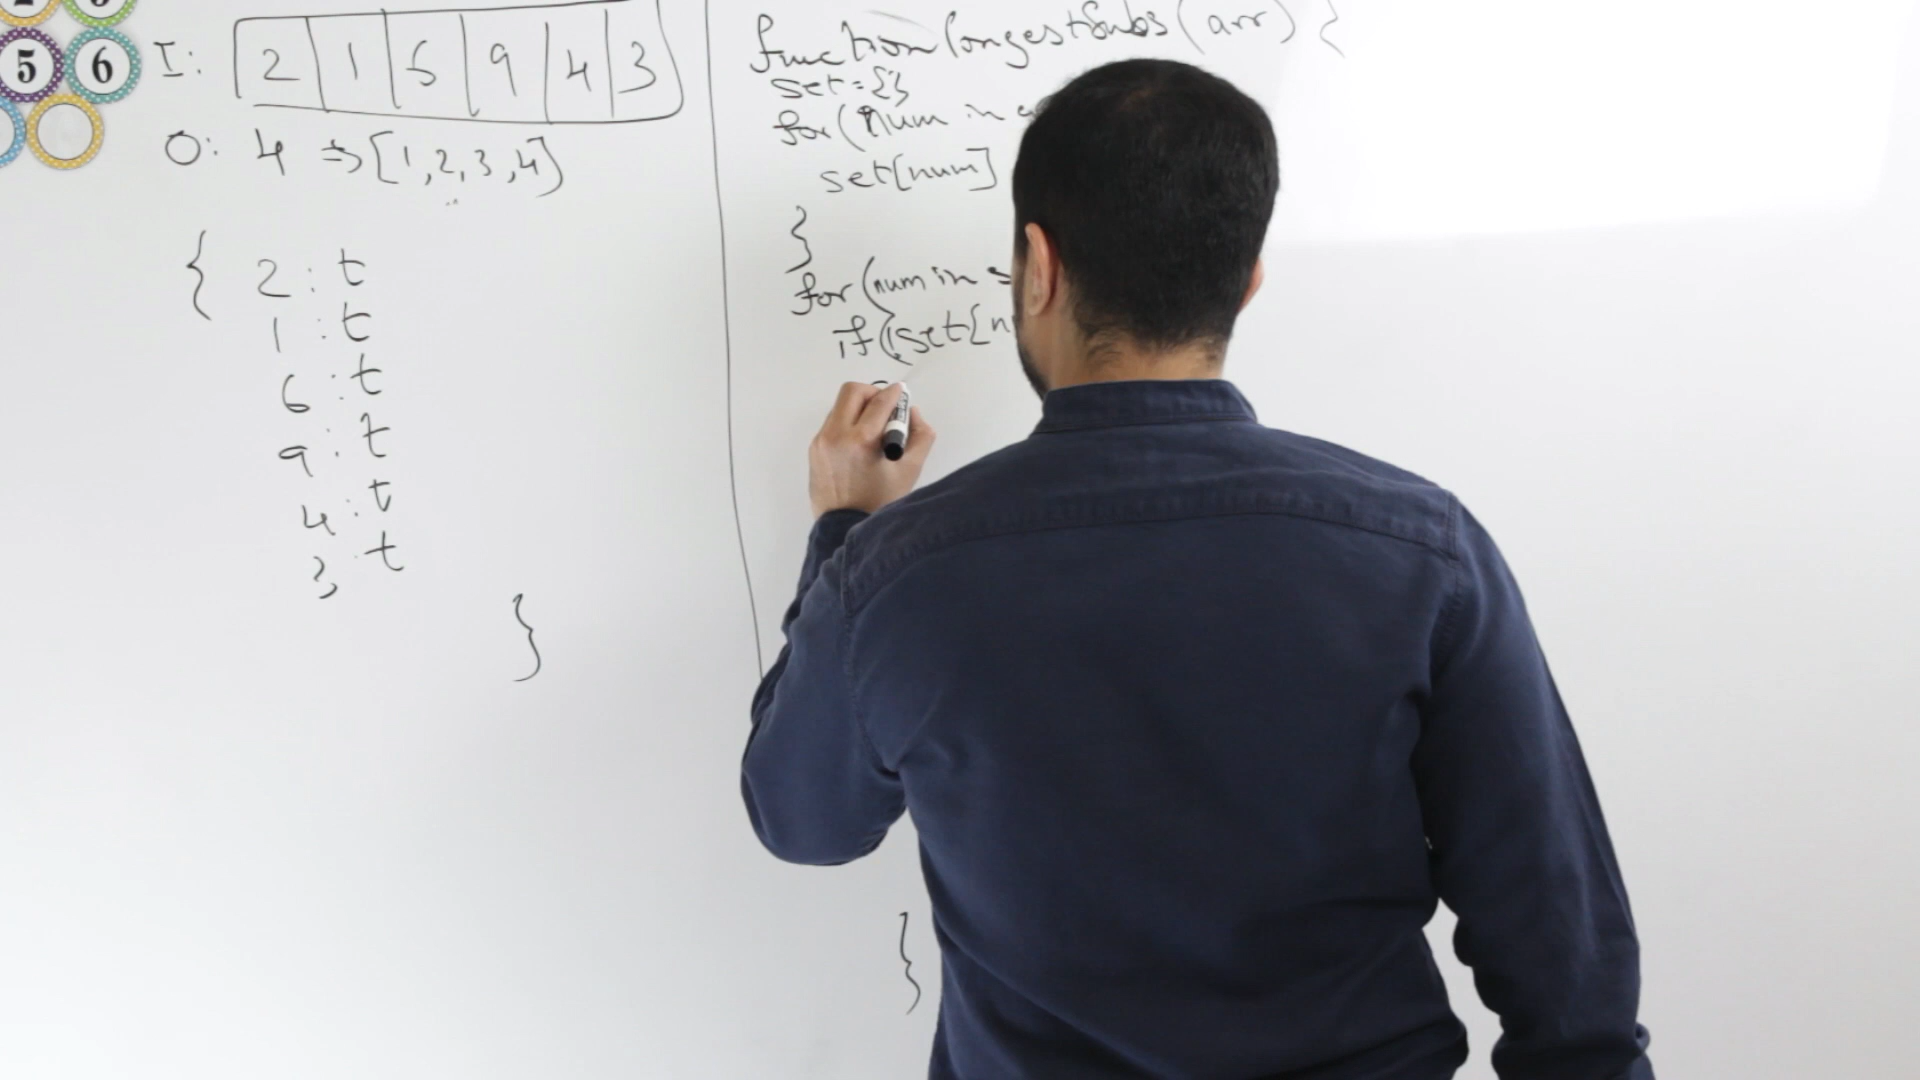 5 6
I: 2 1 6 9 4 3
O: 4 => [1,2,3,4]
{ 2 : t
1 : t
6 : t
9 : t
4 : t
3 : t
}
function longestSubs(arr) {
set={}
for(num in
set[num]
}
for(num in
if(!set[
}